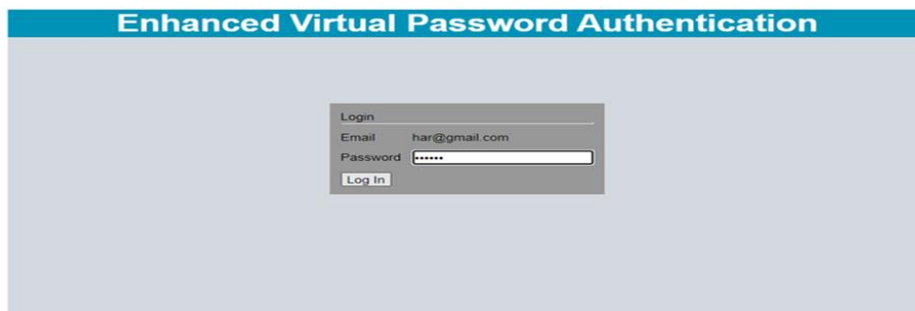 Enhanced Virtual Password Authentication
Login
Email har@gmail.com
Password ••••••
Log In